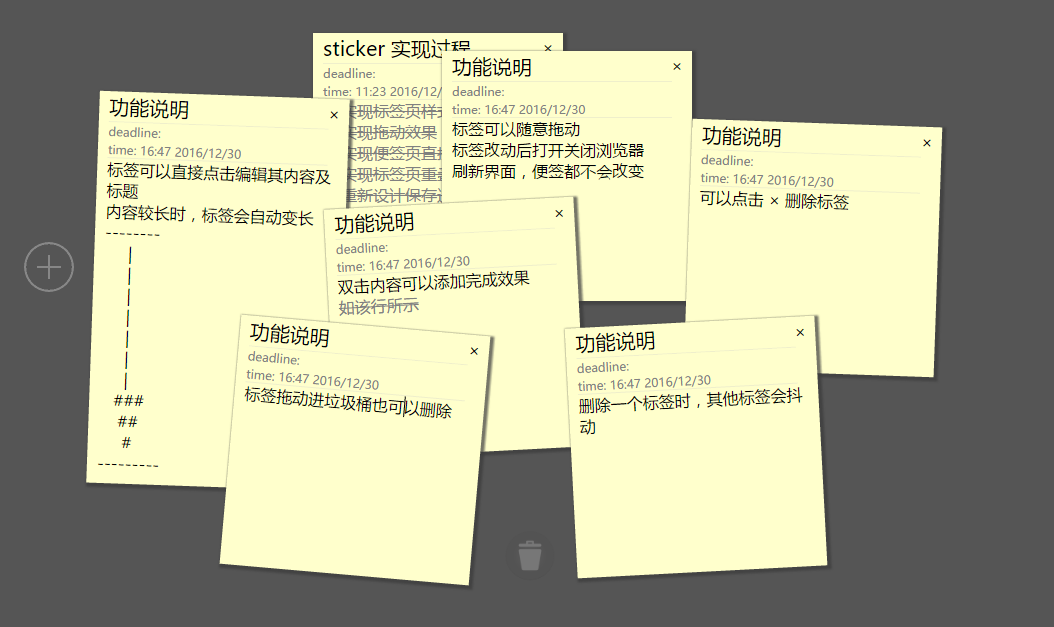 sticker 实现过程
×
deadline:
time: 11:23 2016/12/
实现标签页样式
实现拖动效果
实现便签页直接
实现标签页重叠
重新设计保存
功能说明
×
deadline:
time: 16:47 2016/12/30
标签可以随意拖动
标签改动后打开关闭浏览器
刷新界面，便签都不会改变
功能说明
×
deadline:
time: 16:47 2016/12/30
标签可以直接点击编辑其内容及
标题
内容较长时，标签会自动变长
--------
|
|
|
|
|
|
|
###
##
#
---------
功能说明
×
deadline:
time: 16:47 2016/12/30
可以点击 × 删除标签
功能说明
×
deadline:
time: 16:47 2016/12/30
双击内容可以添加完成效果
如该行所示
功能说明
×
deadline:
time: 16:47 2016/12/30
标签拖动进垃圾桶也可以删除
功能说明
×
deadline:
time: 16:47 2016/12/30
删除一个标签时，其他标签会抖
动